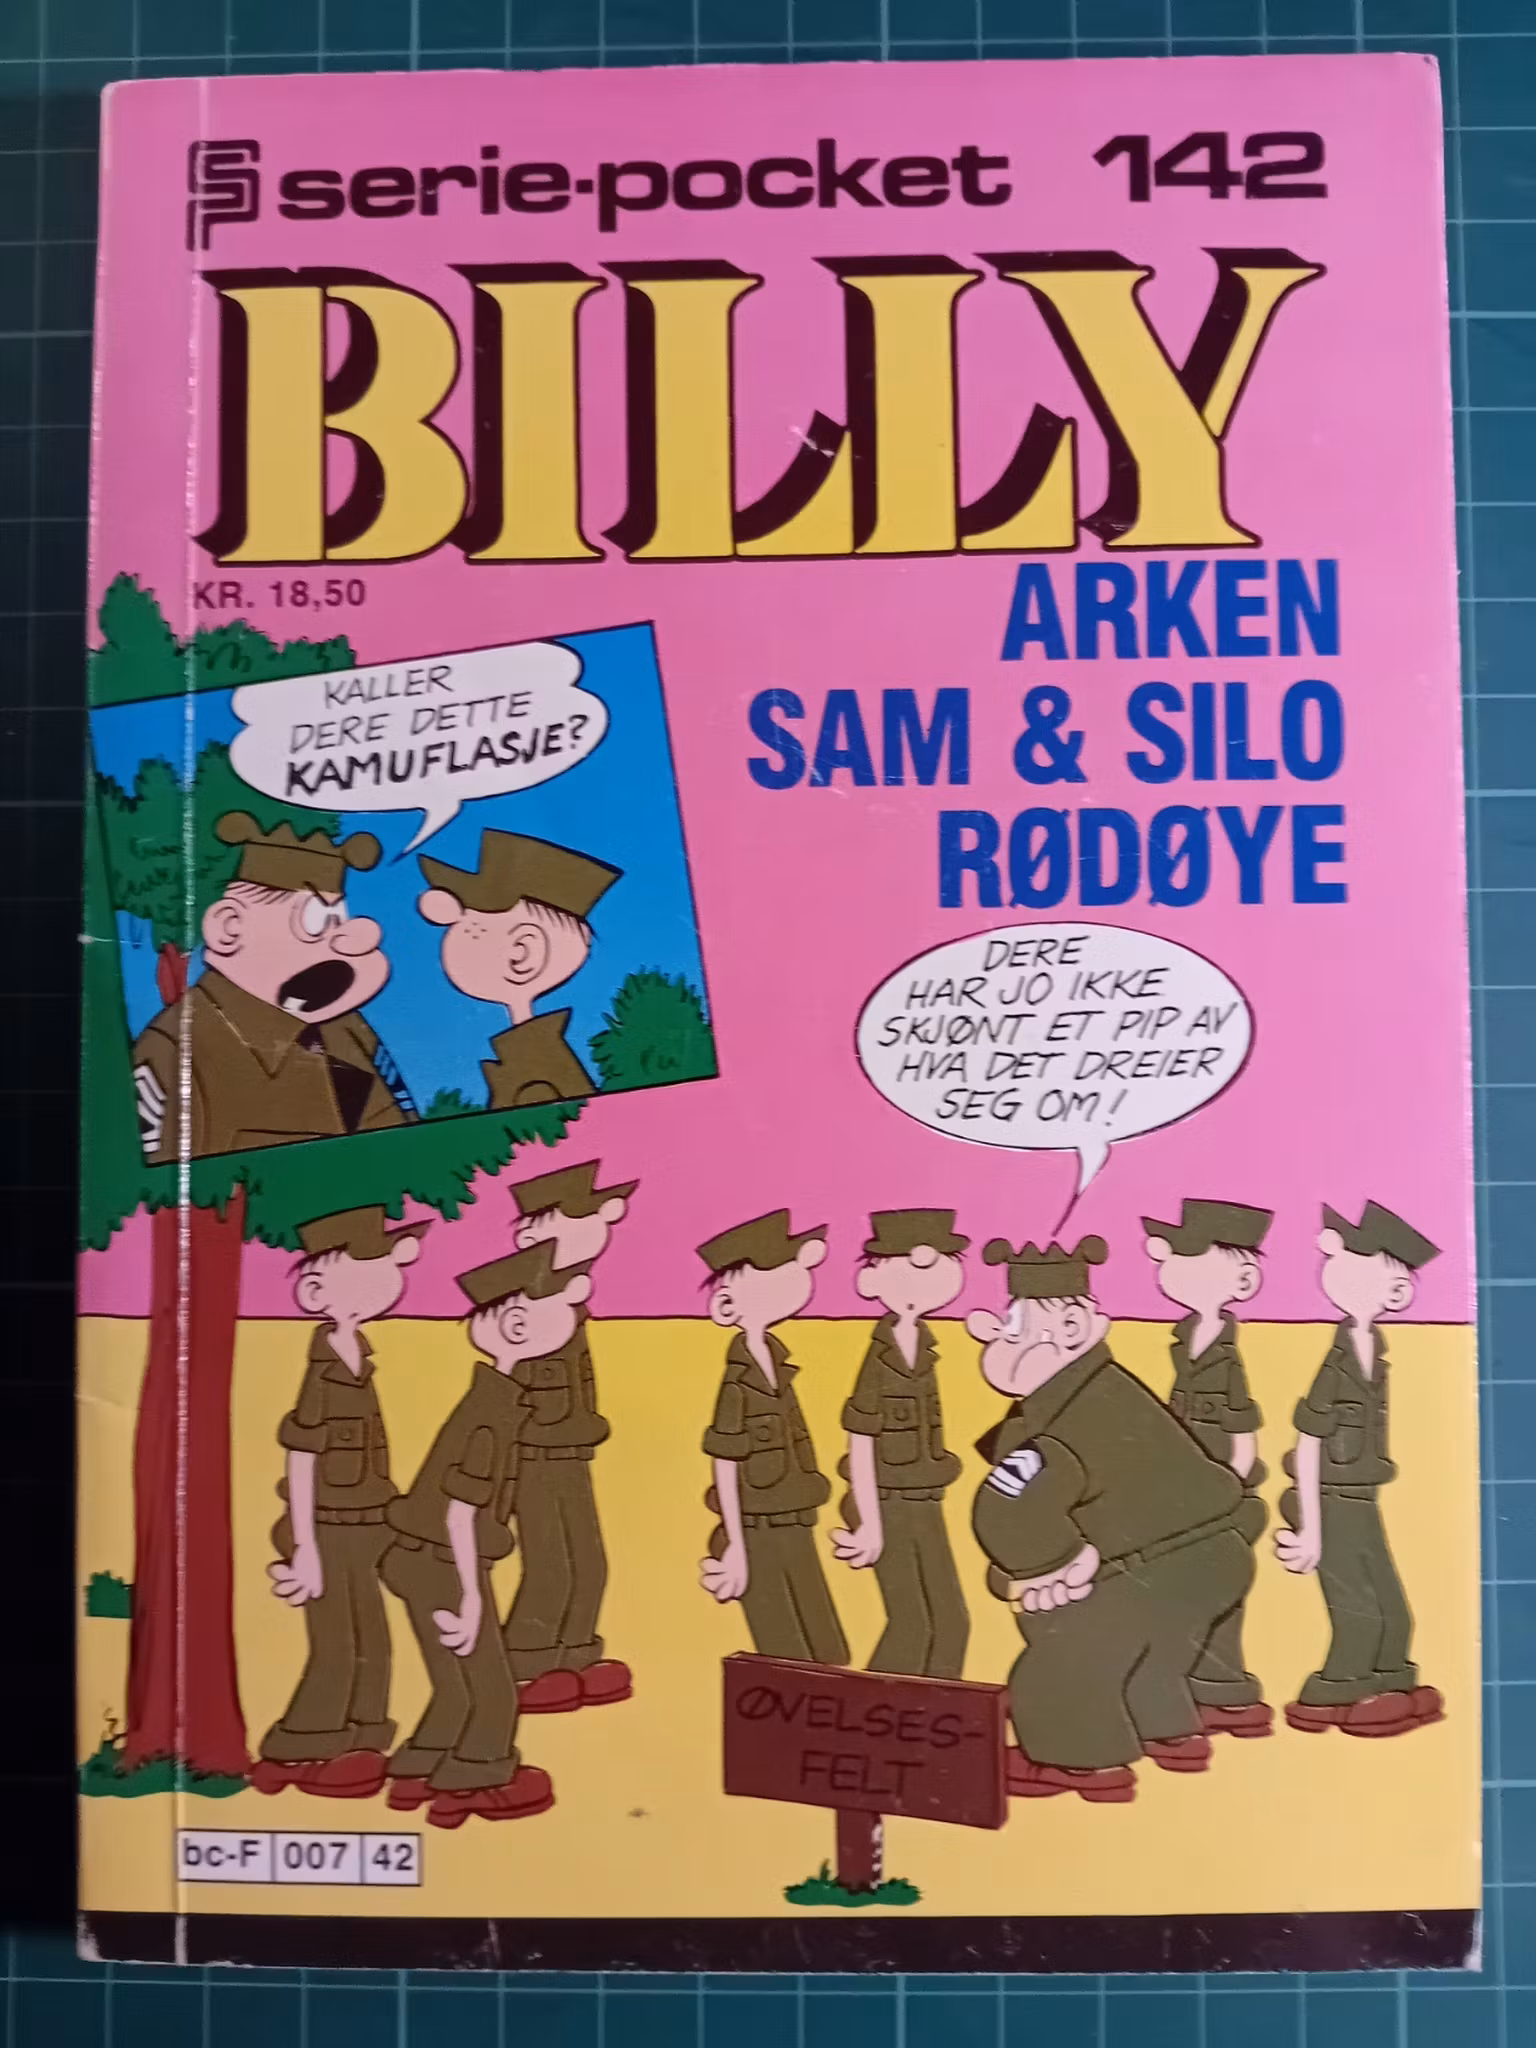 serie-pocket 142
BILLY
KR. 18,50
ARKEN
SAM & SILO
RØDØYE
KALLER
DERE DETTE
KAMUFLASJE?
DERE
HAR JO IKKE
SKJØNT ET PIP AV
HVA DET DREIER
SEG OM!
ØVELSES-
FELT
bc-F 007 42